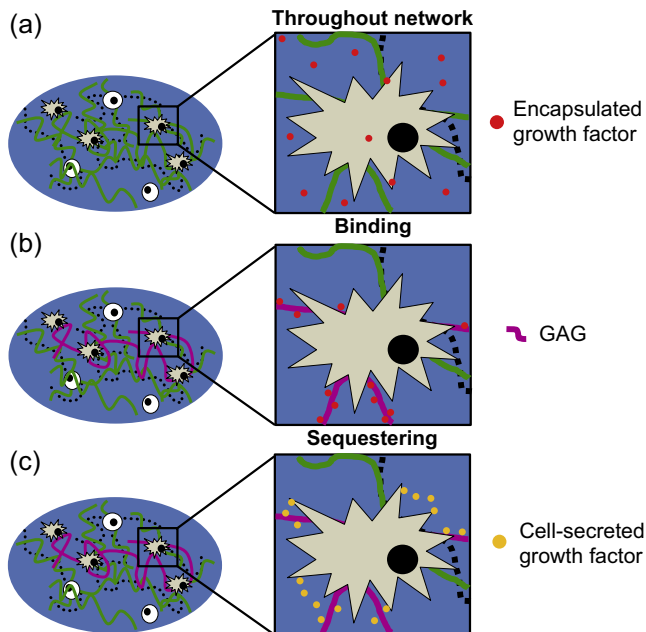 (a)
Throughout network
Encapsulated
growth factor
(b)
Binding
GAG
(c)
Sequestering
Cell-secreted
growth factor